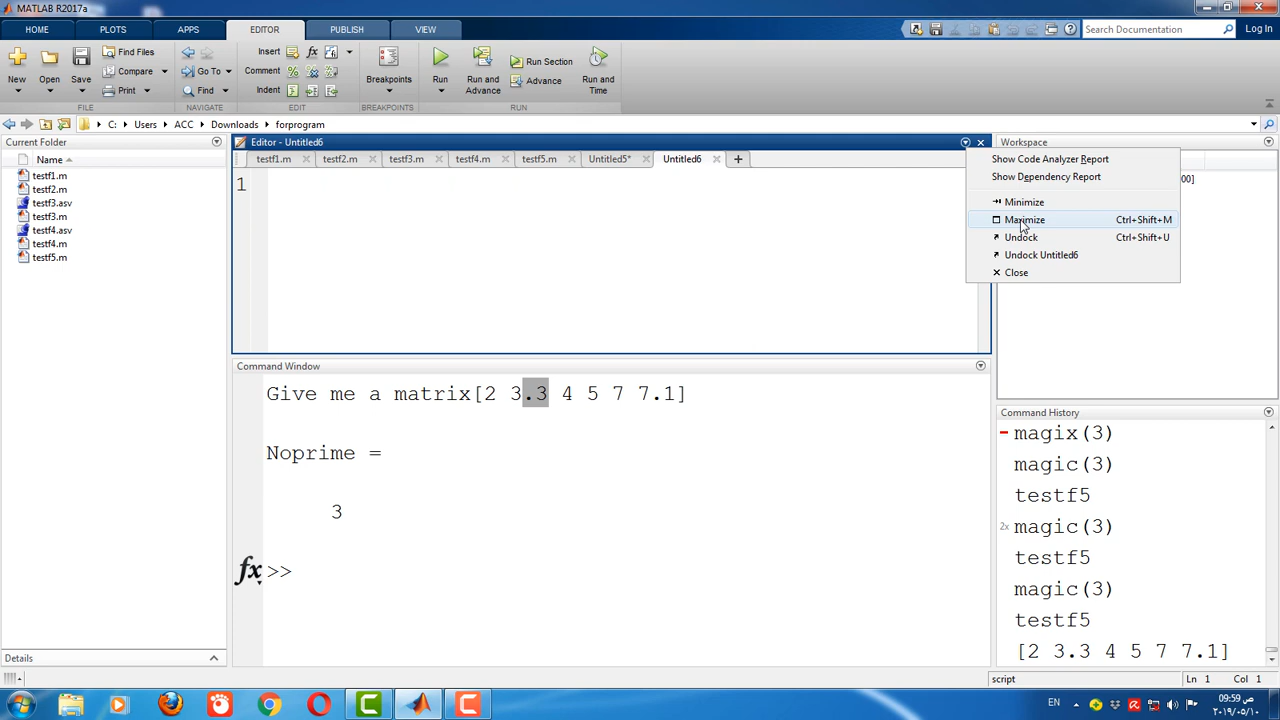 MATLAB R2017a
HOME PLOTS APPS EDITOR PUBLISH VIEW
Search Documentation
Log In
New
Open
Save
Find Files
Compare
Print
FILE
Go To
Find
NAVIGATE
Insert
Comment
Indent
EDIT
Breakpoints
BREAKPOINTS
Run
Run and Advance
Run Section
Advance
Run and Time
RUN
C: Users ACC Downloads forprogram
Current Folder
Name
testf1.m
testf2.m
testf3.asv
testf3.m
testf4.asv
testf4.m
testf5.m
Details
Editor - Untitled6
testf1.m testf2.m testf3.m testf4.m testf5.m Untitled5* Untitled6
1
Show Code Analyzer Report
Show Dependency Report
Minimize
Maximize Ctrl+Shift+M
Undock Ctrl+Shift+U
Undock Untitled6
Close
Workspace
00]
Command Window
Give me a matrix[2 3.3 4 5 7 7.1]
Noprime =
3
fx >>
Command History
magix(3)
magic(3)
testf5
2x magic(3)
testf5
magic(3)
testf5
[2 3.3 4 5 7 7.1]
script Ln 1 Col 1
EN
09:59 ص
٢٠١٩/٠٥/١٠